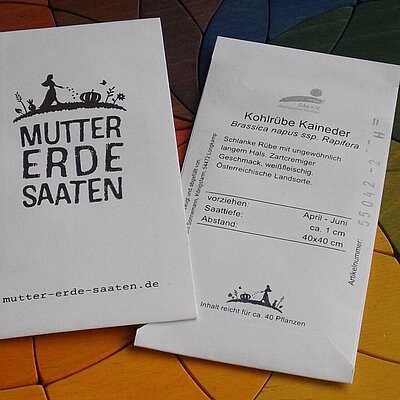 MUTTER
ERDE
SAATEN
mutter-erde-saaten.de
Gäa e.V.
Kohlrübe Kaineder
Brassica napus ssp. Rapifera
Schlanke Rübe mit ungewöhnlich
langem Hals. Zartcremiger
Geschmack, weißfleischig.
Österreichische Landsorte.
vorziehen: April - Juni
Saattiefe: ca. 1 cm
Abstand: 40x40 cm
Inhalt reicht für ca. 40 Pflanzen
Artikelnummer: